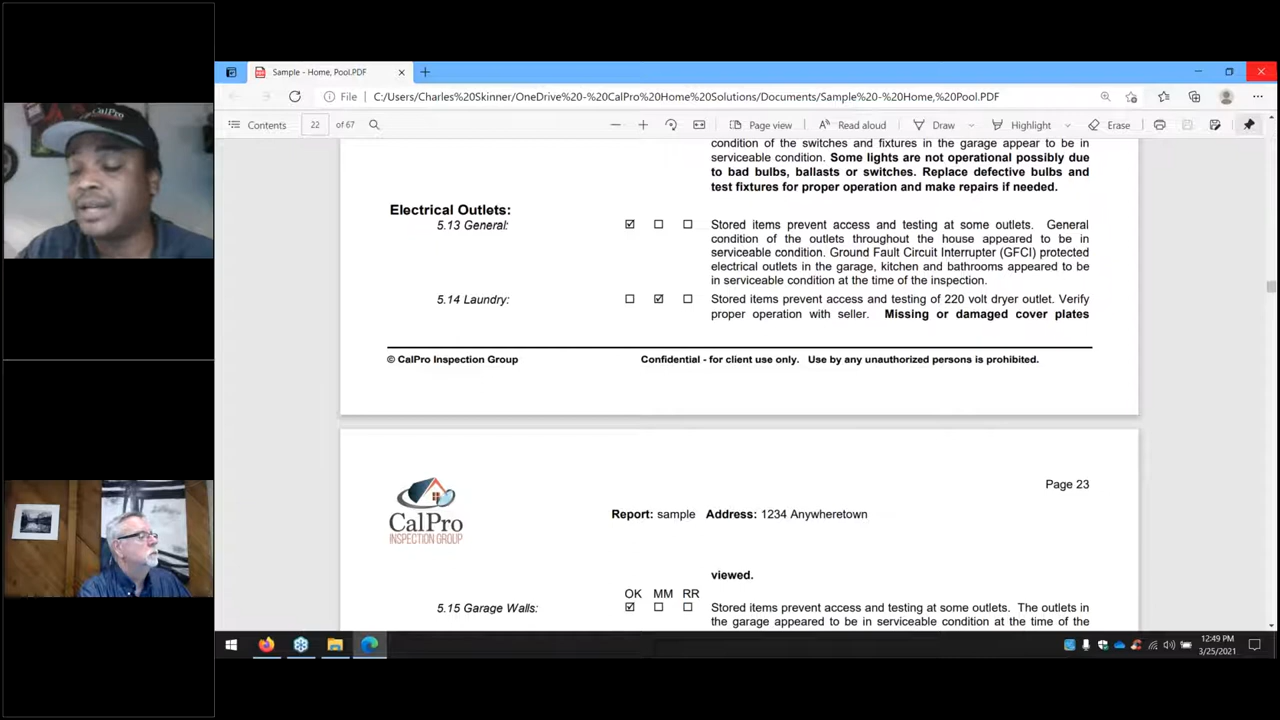 CalPro
Sample - Home, Pool.PDF
File
C:/Users/Charles%20Skinner/OneDrive%20-%20CalPro%20Home%20Solutions/Documents/Sample%20-%20Home,%20Pool.PDF
Contents
22 of 67
Page view
Read aloud
Draw
Highlight
Erase
condition of the switches and fixtures in the garage appear to be in
serviceable condition. Some lights are not operational possibly due
to bad bulbs, ballasts or switches. Replace defective bulbs and
test fixtures for proper operation and make repairs if needed.
Electrical Outlets:
5.13 General:
Stored items prevent access and testing at some outlets. General
condition of the outlets throughout the house appeared to be in
serviceable condition. Ground Fault Circuit Interrupter (GFCI) protected
electrical outlets in the garage, kitchen and bathrooms appeared to be
in serviceable condition at the time of the inspection.
5.14 Laundry:
Stored items prevent access and testing of 220 volt dryer outlet. Verify
proper operation with seller. Missing or damaged cover plates
© CalPro Inspection Group
Confidential - for client use only. Use by any unauthorized persons is prohibited.
Page 23
CalPro
INSPECTION GROUP
Report: sample Address: 1234 Anywheretown
viewed.
OK MM RR
5.15 Garage Walls:
Stored items prevent access and testing at some outlets. The outlets in
the garage appeared to be in serviceable condition at the time of the
12:49 PM
3/25/2021